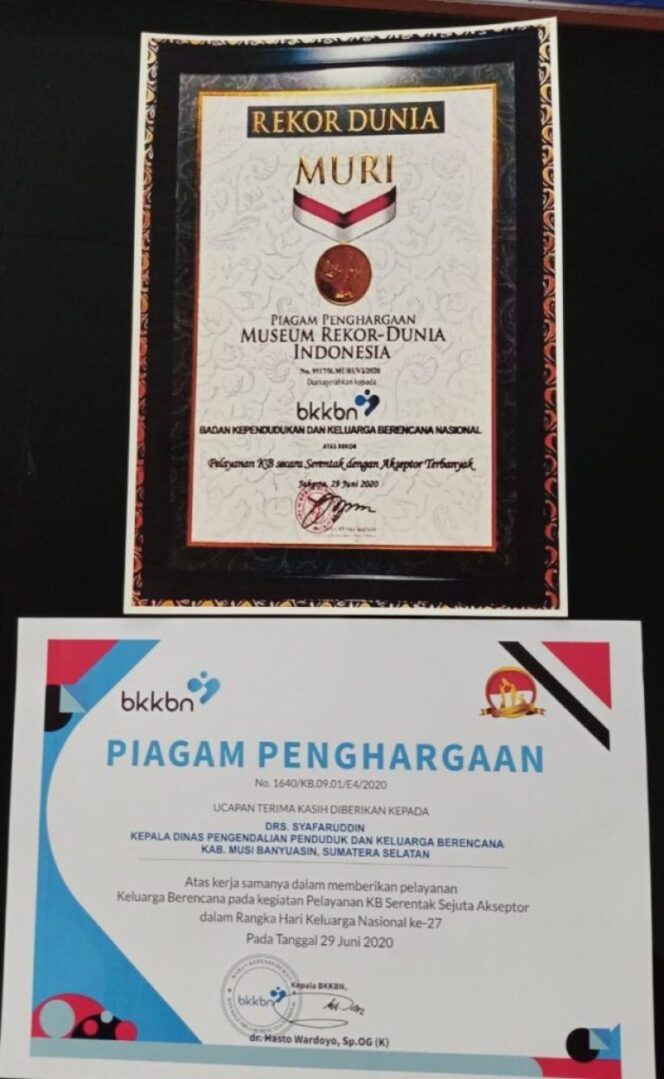 REKOR DUNIA
MURI
PIAGAM PENGHARGAAN
MUSEUM REKOR-DUNIA
INDONESIA
Dianugerahkan kepada
bkkbn
BADAN KEPENDUDUKAN DAN KELUARGA BERENCANA NASIONAL
ATAS REKOR
Pelayanan KB secara Serentak dengan Akseptor Terbanyak
Jakarta, 29 Juni 2020
bkkbn
PIAGAM PENGHARGAAN
No. 1640/KB.09.01/E4/2020
UCAPAN TERIMA KASIH DIBERIKAN KEPADA
DRS. SYAFARUDDIN
KEPALA DINAS PENGENDALIAN PENDUDUK DAN KELUARGA BERENCANA
KAB. MUSI BANYUASIN, SUMATERA SELATAN
Atas kerja samanya dalam memberikan pelayanan
Keluarga Berencana pada kegiatan Pelayanan KB Serentak Sejuta Akseptor
dalam Rangka Hari Keluarga Nasional ke-27
Pada Tanggal 29 Juni 2020
Kepala BKKBN,
bkkbn
dr. Hasto Wardoyo, Sp.OG (K)